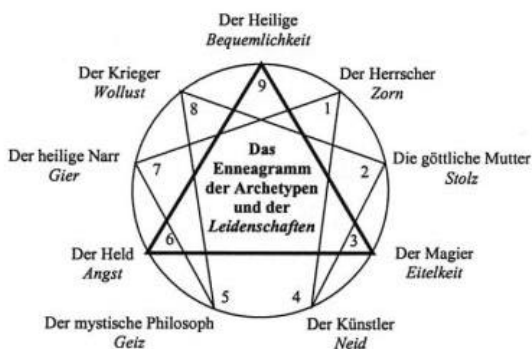 Der Heilige
Bequemlichkeit
Der Krieger
Wollust
Der Herrscher
Zorn
9
8
1
Der heilige Narr
Gier
7
Das
Enneagramm
der Archetypen
und der
Leidenschaften
2
Die göttliche Mutter
Stolz
Der Held
Angst
6
3
Der Magier
Eitelkeit
5
4
Der mystische Philosoph
Geiz
Der Künstler
Neid